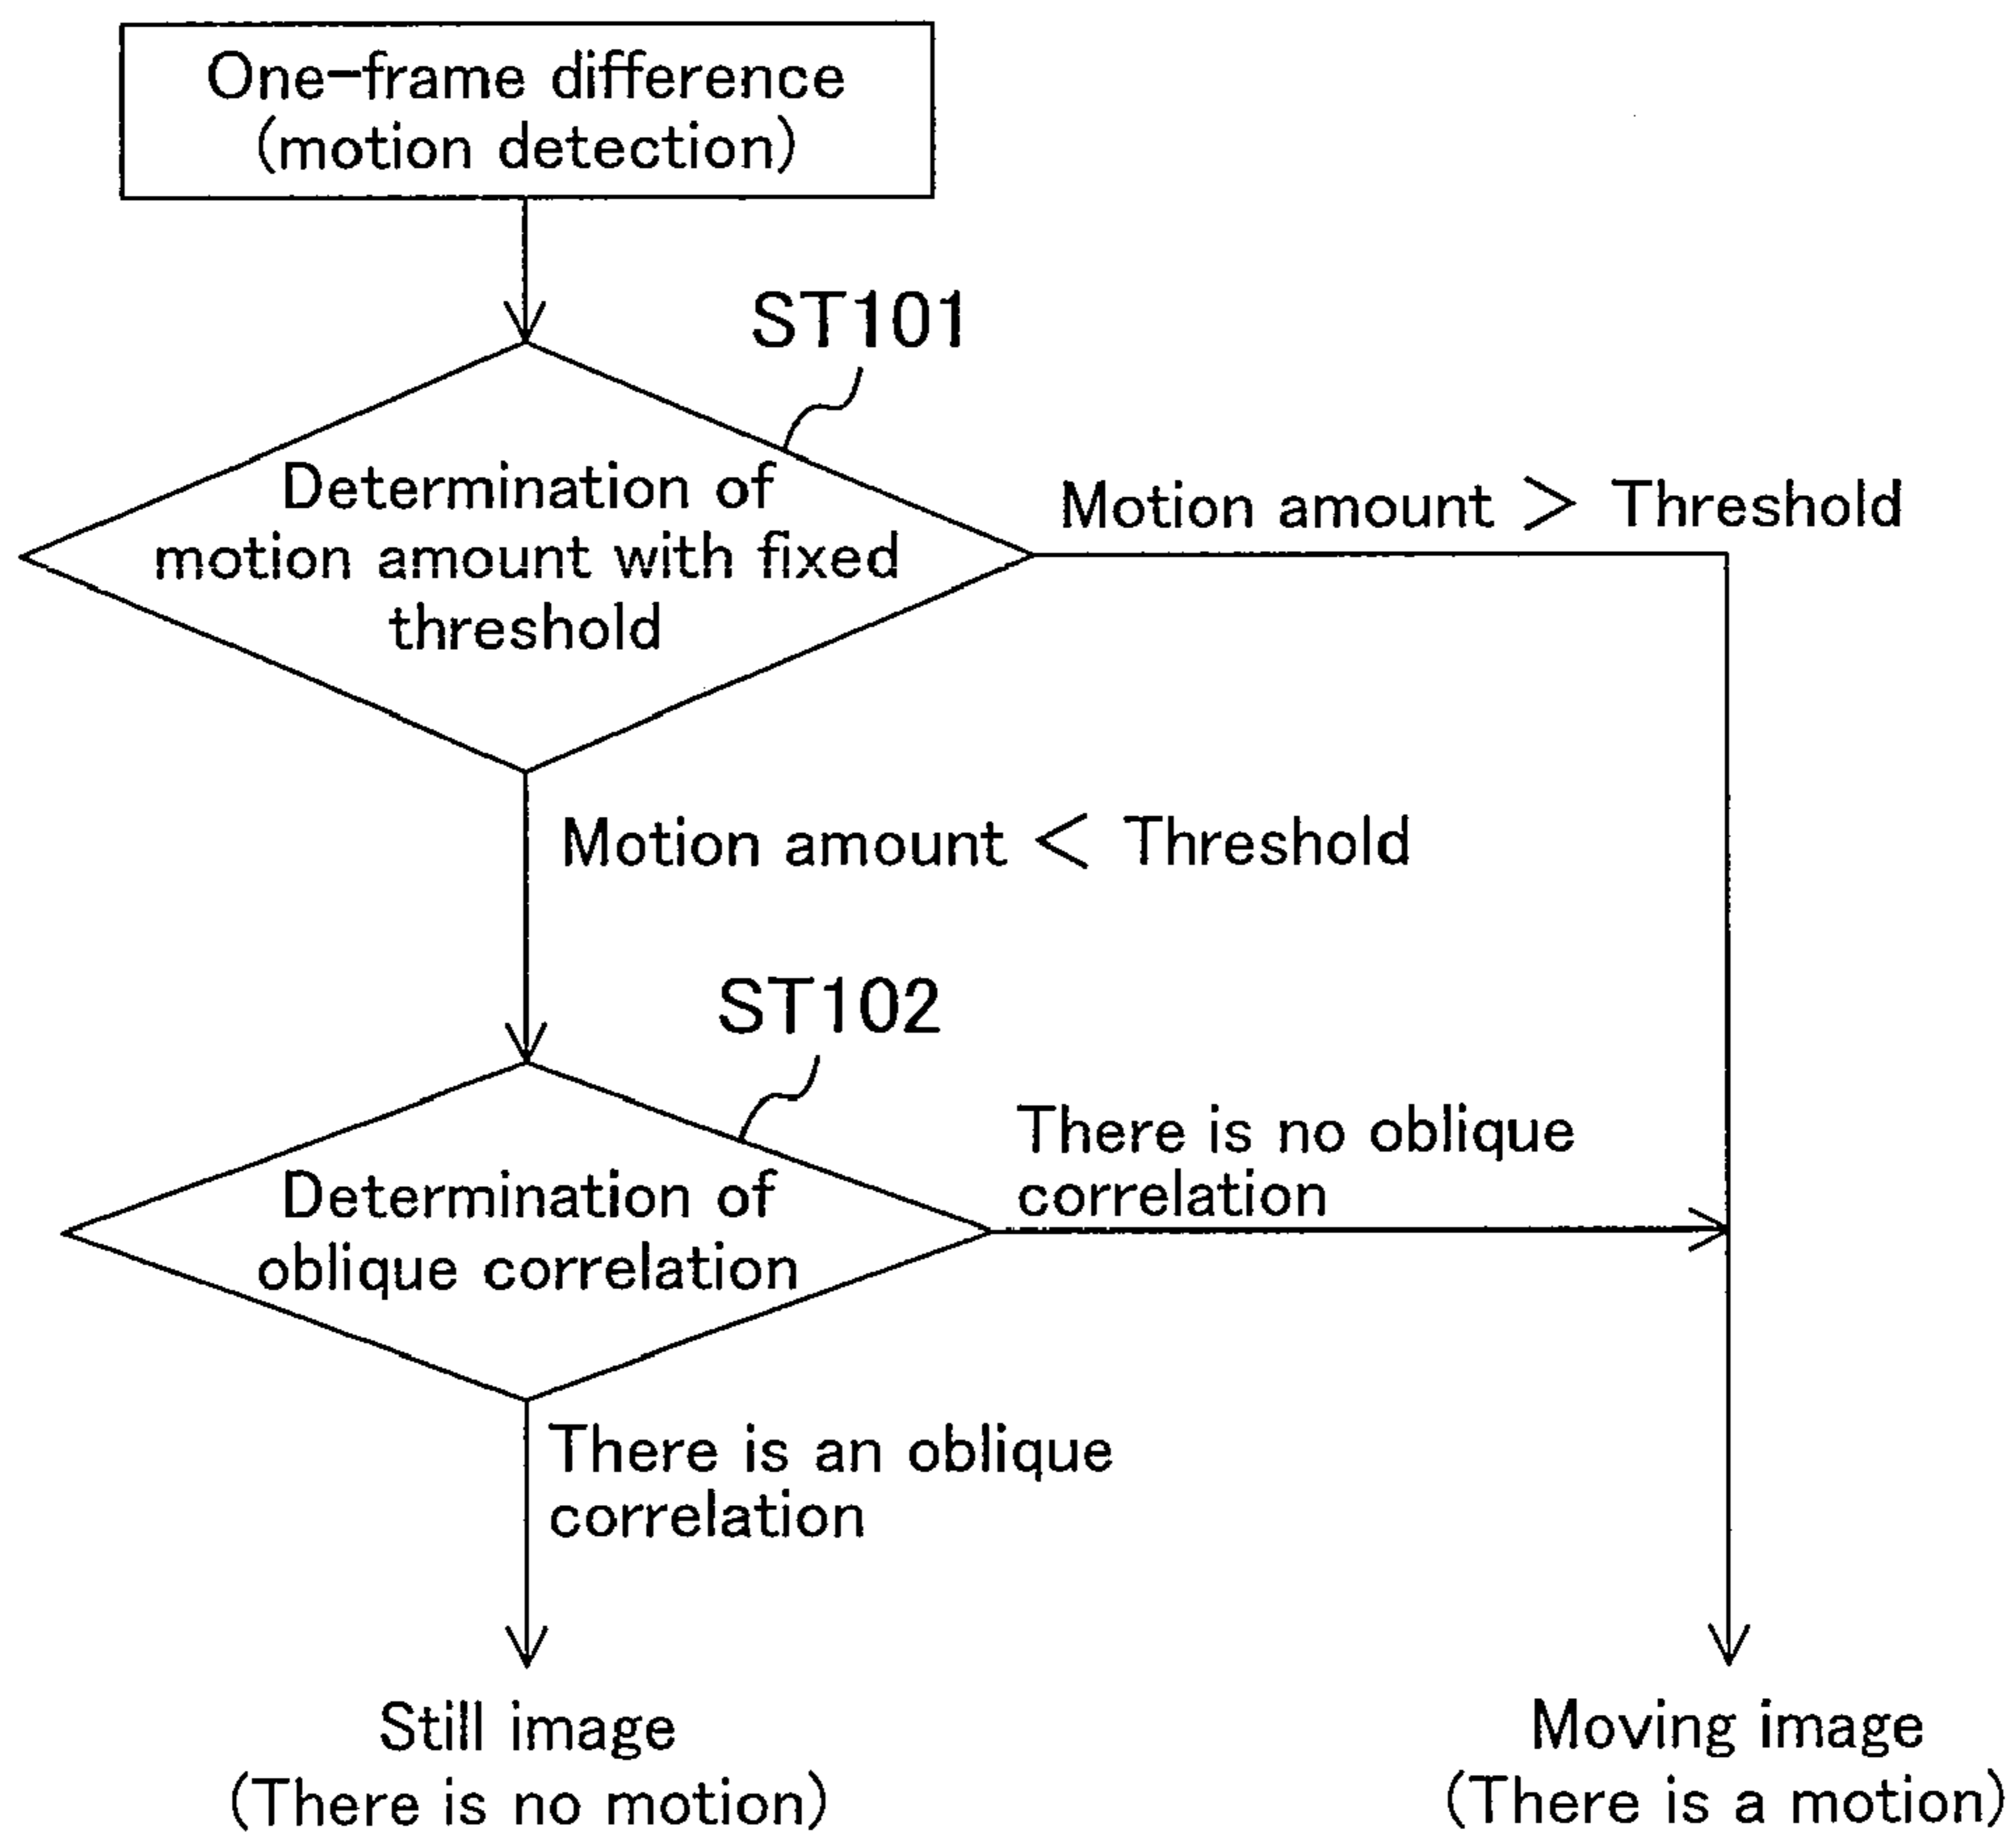 One-frame difference
(motion detection)
ST101
Determination of
motion amount with fixed
threshold
Motion amount > Threshold
Motion amount < Threshold
ST102
Determination of
oblique correlation
There is no oblique
correlation
There is an oblique
correlation
Still image
(There is no motion)
Moving image
(There is a motion)